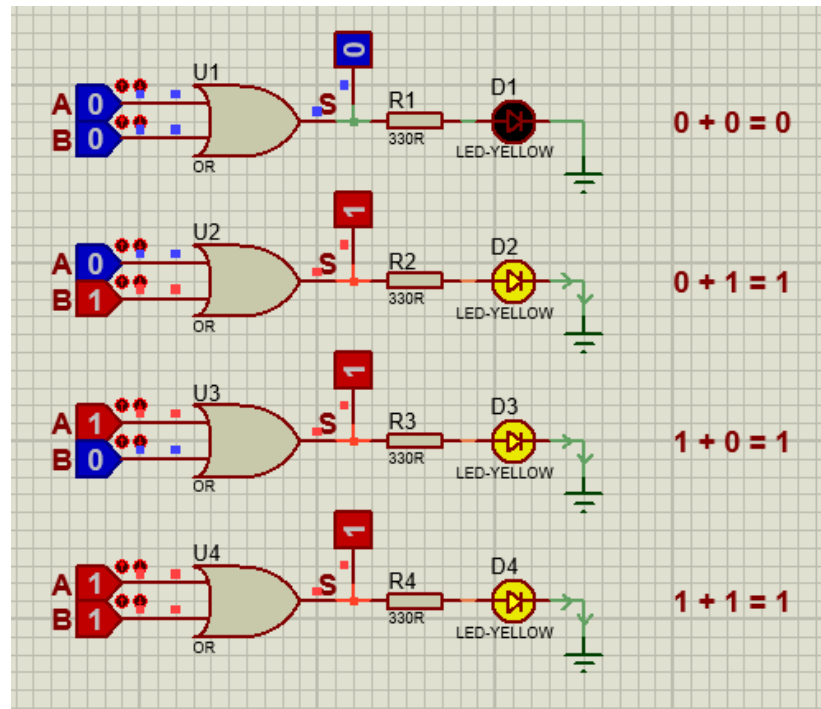 0
U1
D1
A 0
S
R1
0 + 0 = 0
B 0
330R
OR
LED-YELLOW
1
U2
D2
A 0
S
R2
0 + 1 = 1
B 1
330R
OR
LED-YELLOW
1
U3
D3
A 1
S
R3
1 + 0 = 1
B 0
330R
OR
LED-YELLOW
1
U4
D4
A 1
S
R4
1 + 1 = 1
B 1
330R
OR
LED-YELLOW